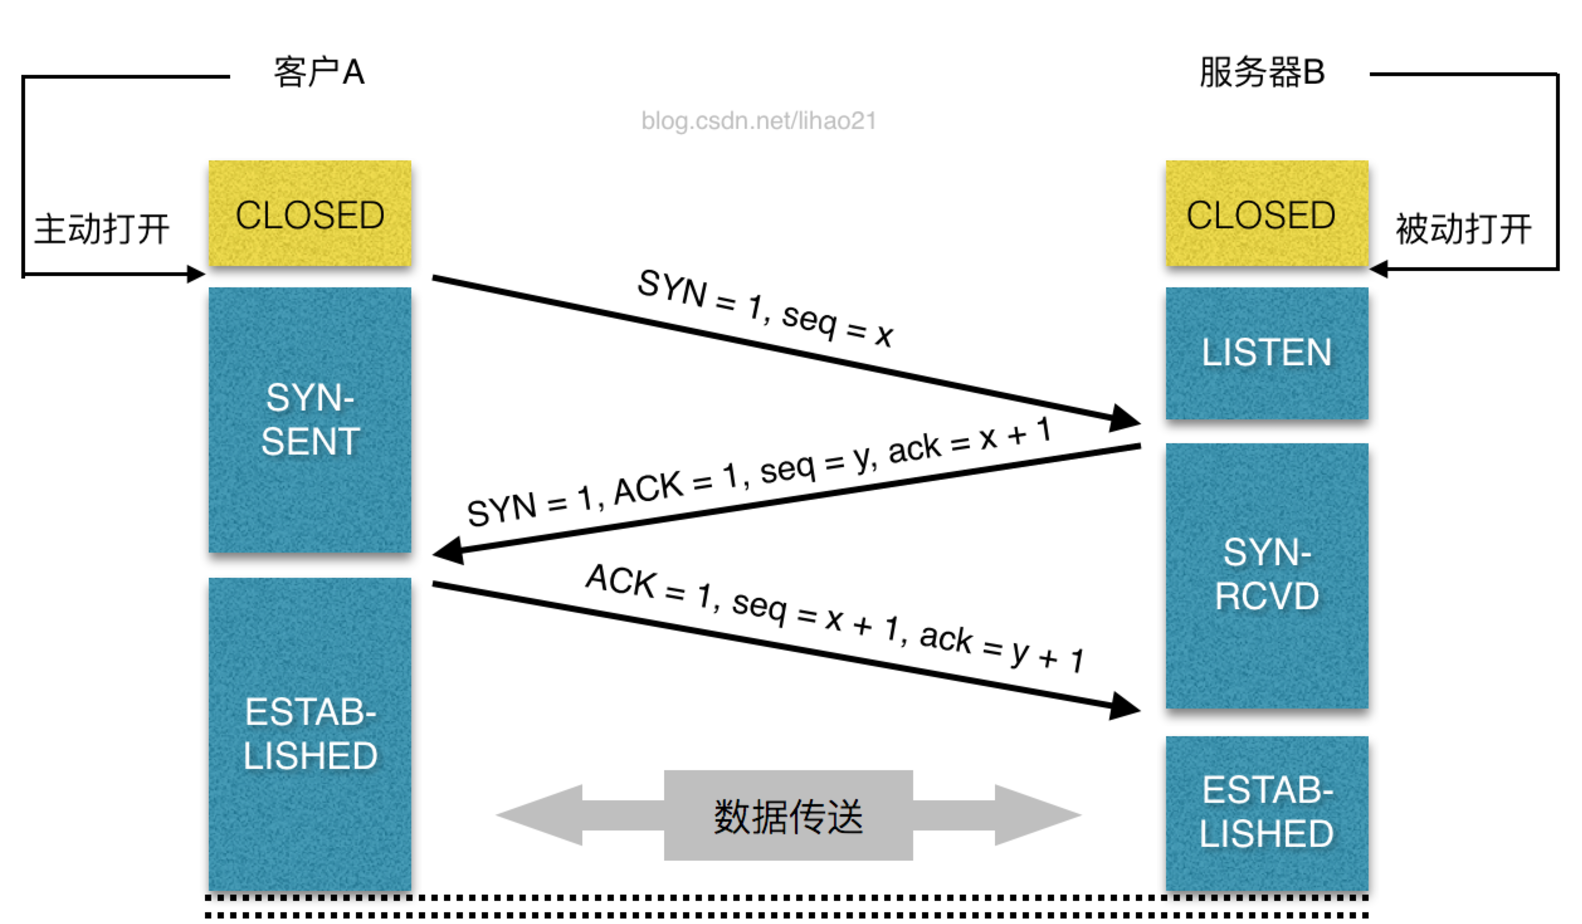 客户A
服务器B
blog.csdn.net/lihao21
主动打开
CLOSED
CLOSED
被动打开
SYN = 1, seq = x
SYN-
SENT
LISTEN
SYN = 1, ACK = 1, seq = y, ack = x + 1
SYN-
RCVD
ACK = 1, seq = x + 1, ack = y + 1
ESTAB-
LISHED
数据传送
ESTAB-
LISHED